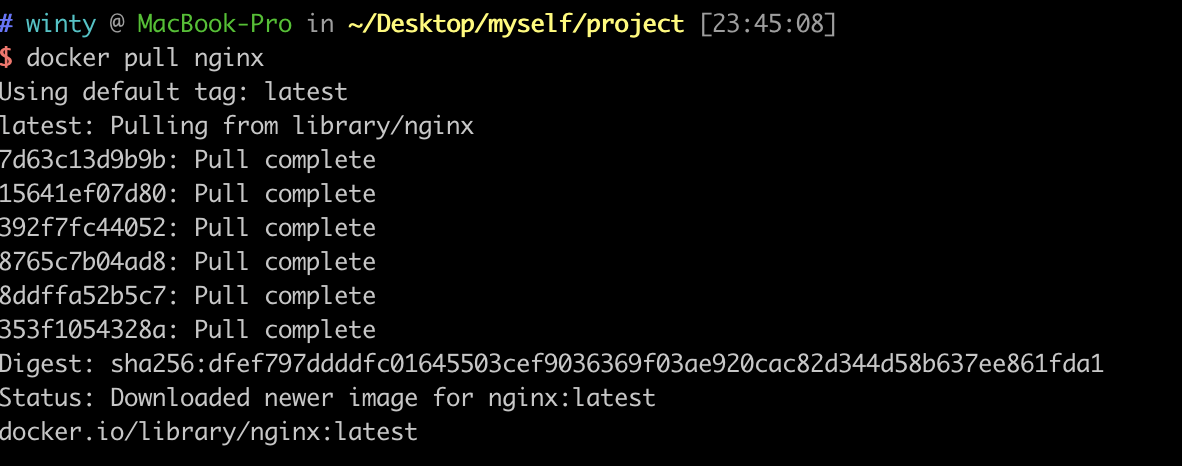 # winty @ MacBook-Pro in ~/Desktop/myself/project [23:45:08]
$ docker pull nginx
Using default tag: latest
latest: Pulling from library/nginx
7d63c13d9b9b: Pull complete
15641ef07d80: Pull complete
392f7fc44052: Pull complete
8765c7b04ad8: Pull complete
8ddffa52b5c7: Pull complete
353f1054328a: Pull complete
Digest: sha256:dfef797ddddfc01645503cef9036369f03ae920cac82d344d58b637ee861fda1
Status: Downloaded newer image for nginx:latest
docker.io/library/nginx:latest